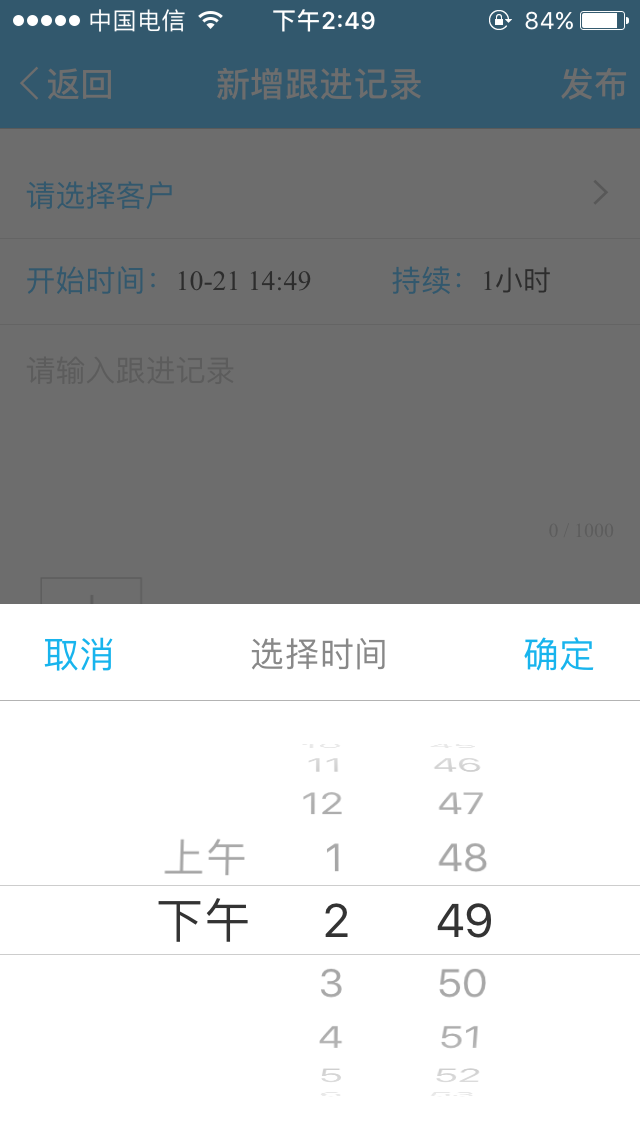 中国电信 下午2:49 84%
返回 新增跟进记录 发布
请选择客户
开始时间： 10-21 14:49 持续： 1小时
请输入跟进记录
0 / 1000
取消 选择时间 确定
11 46
12 47
上午 1 48
下午 2 49
3 50
4 51
5 52